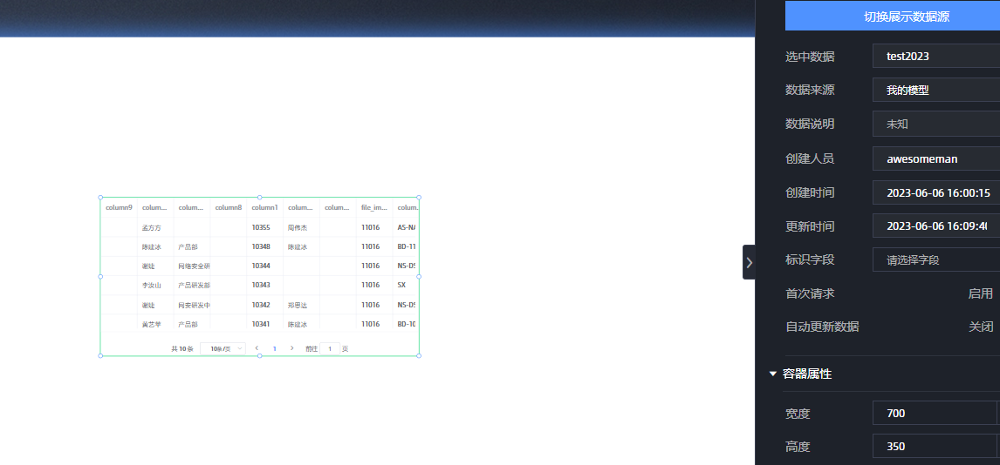 切换展示数据源
选中数据 test2023
数据来源 我的模型
数据说明 未知
创建人员 awesomeman
创建时间 2023-06-06 16:00:15
更新时间 2023-06-06 16:09:4
标识字段 请选择字段
首次请求 启用
自动更新数据 关闭
容器属性
宽度 700
高度 350
column9 colum... colum... column8 column1 colum... colum... file_im... colum.
孟方方 10355 周伟杰 11016 AS-NA
陈建冰 产品部 10348 陈建冰 11016 BD-11
谢婕 网络安全研 10344 11016 NS-DS
李汝山 产品研发部 10343 11016 SX
谢婕 网安研发中 10342 郑思达 11016 NS-DS
黄艺苹 产品部 10341 陈建冰 11016 BD-10
共 10 条 10条/页 < 1 > 前往 1 页